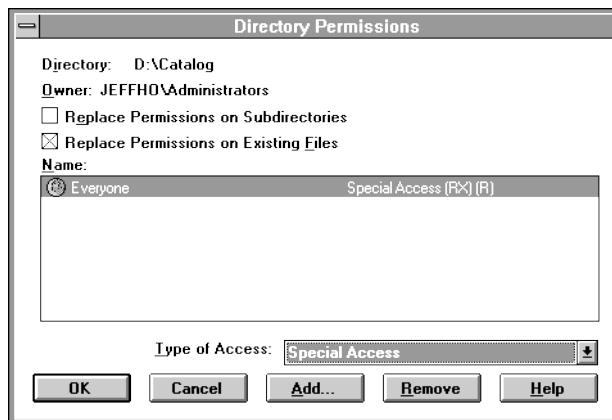 Directory Permissions
Directory: D:\Catalog
Owner: JEFFHO\Administrators
Replace Permissions on Subdirectories
Replace Permissions on Existing Files
Name:
Everyone Special Access (RX) (R)
Type of Access: Special Access
OK Cancel Add... Remove Help